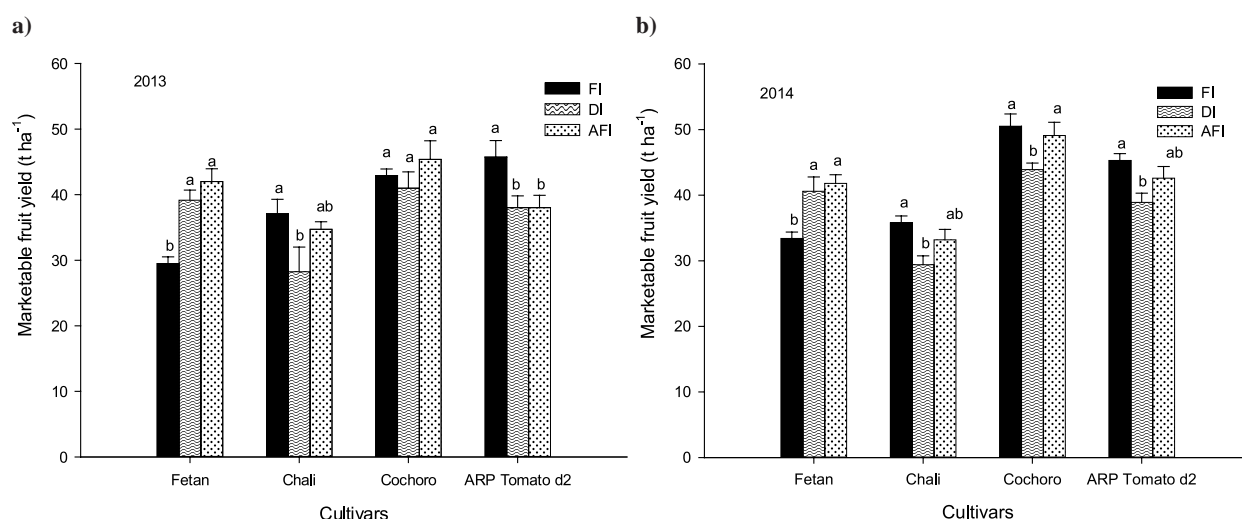 a)
2013
FI
DI
AFI
Marketable fruit yield (t ha⁻¹)
60
50
40
30
20
10
0
b a a
a b ab
a a a
a b b
Fetan Chali Cochoro ARP Tomato d2
Cultivars
b)
2014
FI
DI
AFI
Marketable fruit yield (t ha⁻¹)
60
50
40
30
20
10
0
b a a
a b ab
a b a
a b ab
Fetan Chali Cochoro ARP Tomato d2
Cultivars